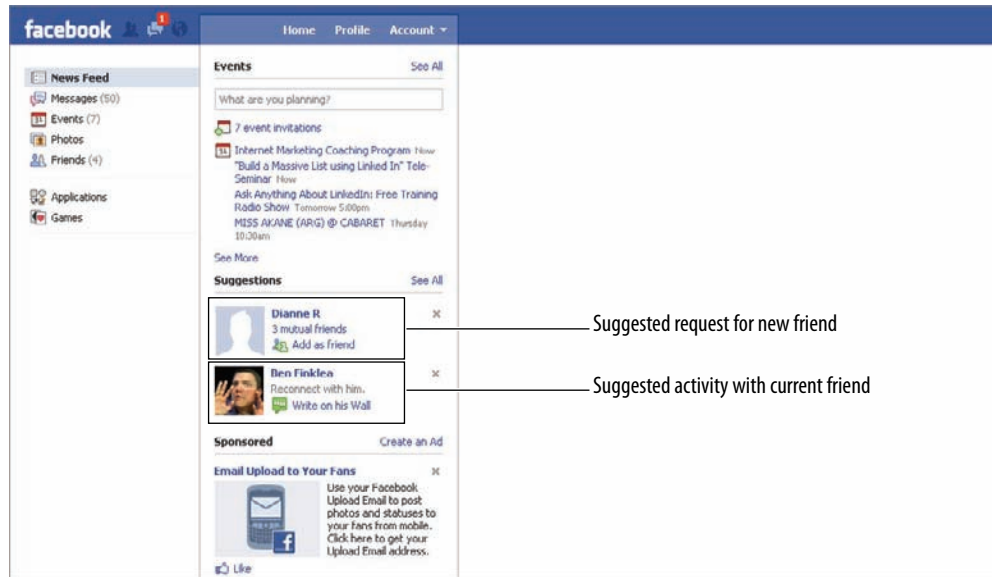 facebook
1
Home Profile Account
News Feed
Messages (50)
Events (7)
Photos
Friends (4)
Applications
Games
Events See All
What are you planning?
7 event invitations
31
Internet Marketing Coaching Program Now
"Build a Massive List using Linked In" Tele-
Seminar Now
Ask Anything About LinkedIn: Free Training
Radio Show Tomorrow 5:00pm
MISS AKANE (ARG) @ CABARET Thursday
10:30am
See More
Suggestions See All
Dianne R
3 mutual friends
Add as friend
Suggested request for new friend
Ben Finklea
Reconnect with him.
Write on his Wall
Suggested activity with current friend
Sponsored Create an Ad
Email Upload to Your Fans
Use your Facebook
Upload Email to post
photos and statuses to
your fans from mobile.
Click here to get your
Upload Email address.
f
Like